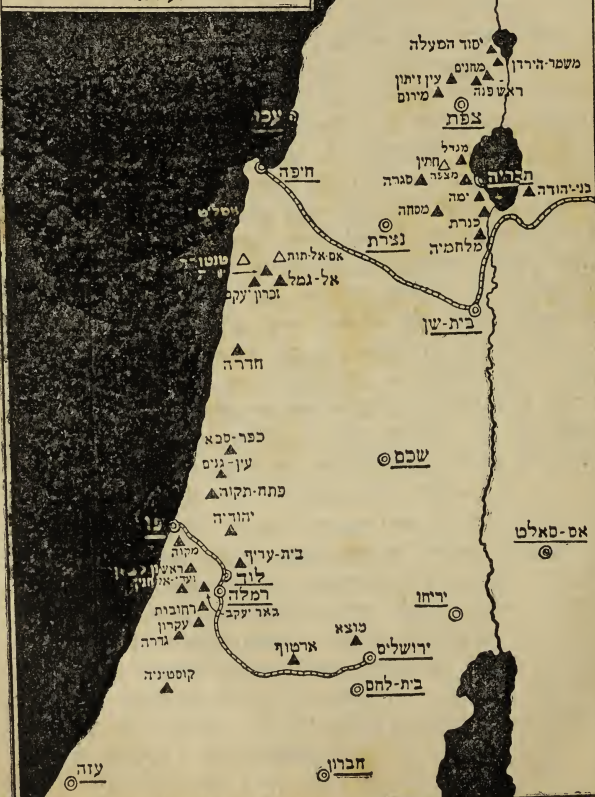 יסוד המעלה
משמר-הירדן
מחנים
ראש פנה
עין זיתון
מירום
צפת
עכו
חיפה
מגדל
חתין
מצפה
טבריה
בני-יהודה
סגרה
ימה
מסחה
כנרת
מלחמיה
נצרת
אם-אל-תות
אל-גמל
זכרון יעקב
בית-שן
חדרה
כפר-סבא
עין-גנים
פתח-תקוה
יהודיה
שכם
אס-סאלט
יפו
מקוה
בית-עריף
לוד
רמלה
באר יעקב
רחובות
עקרון
גדרה
קוסטיניה
יריחו
מוצא
ארטוף
ירושלים
בית-לחם
חברון
עזה